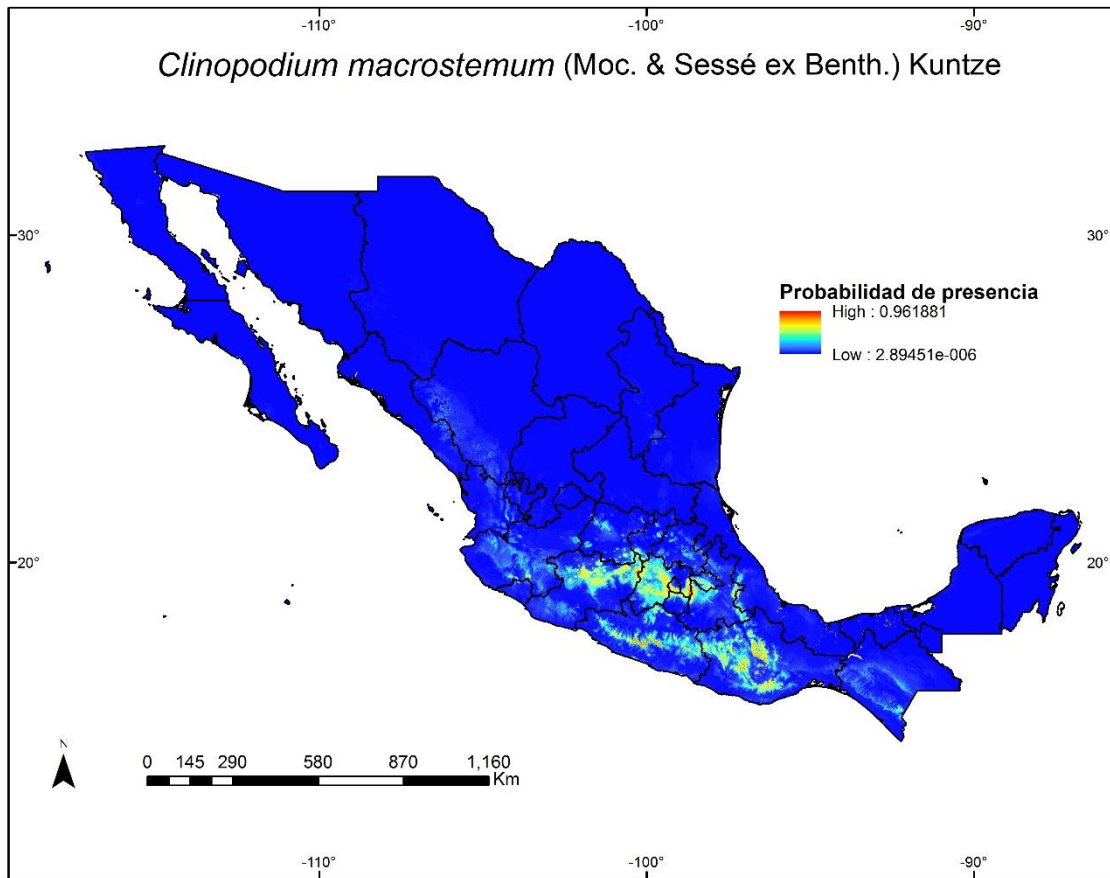 -110° -100° -90°
Clinopodium macrostemum (Moc. & Sessé ex Benth.) Kuntze
30° 30°
Probabilidad de presencia
High : 0.961881
Low : 2.89451e-006
20° 20°
N
0 145 290 580 870 1,160
Km
-110° -100° -90°